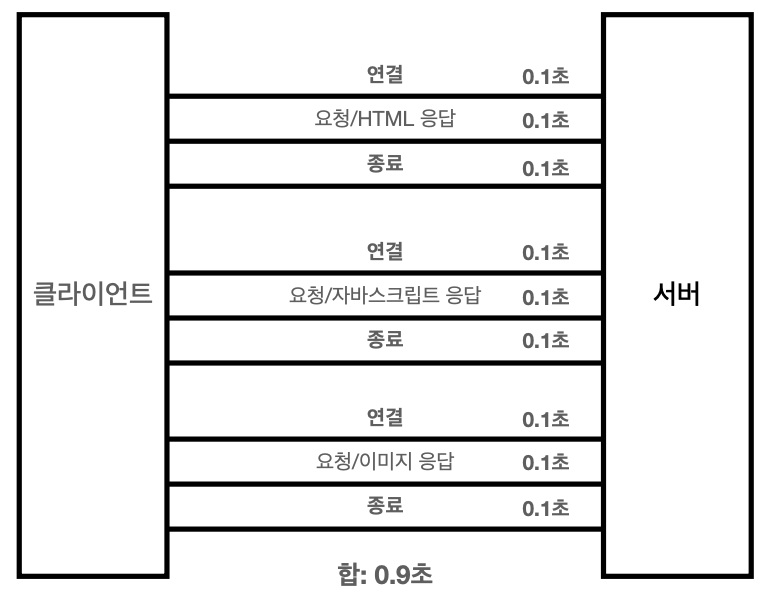 연결 0.1초
요청/HTML 응답 0.1초
종료 0.1초
연결 0.1초
클라이언트
요청/자바스크립트 응답 0.1초
서버
종료 0.1초
연결 0.1초
요청/이미지 응답 0.1초
종료 0.1초
합: 0.9초